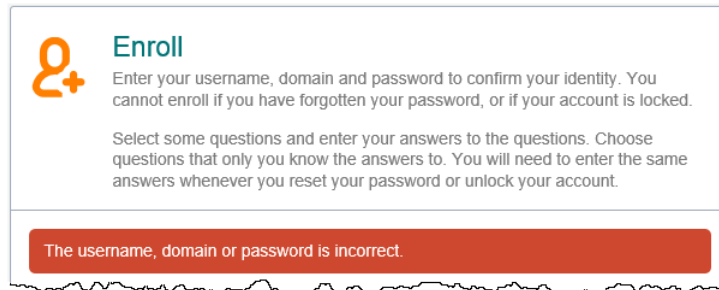 Enroll
Enter your username, domain and password to confirm your identity. You
cannot enroll if you have forgotten your password, or if your account is locked.
Select some questions and enter your answers to the questions. Choose
questions that only you know the answers to. You will need to enter the same
answers whenever you reset your password or unlock your account.
The username, domain or password is incorrect.